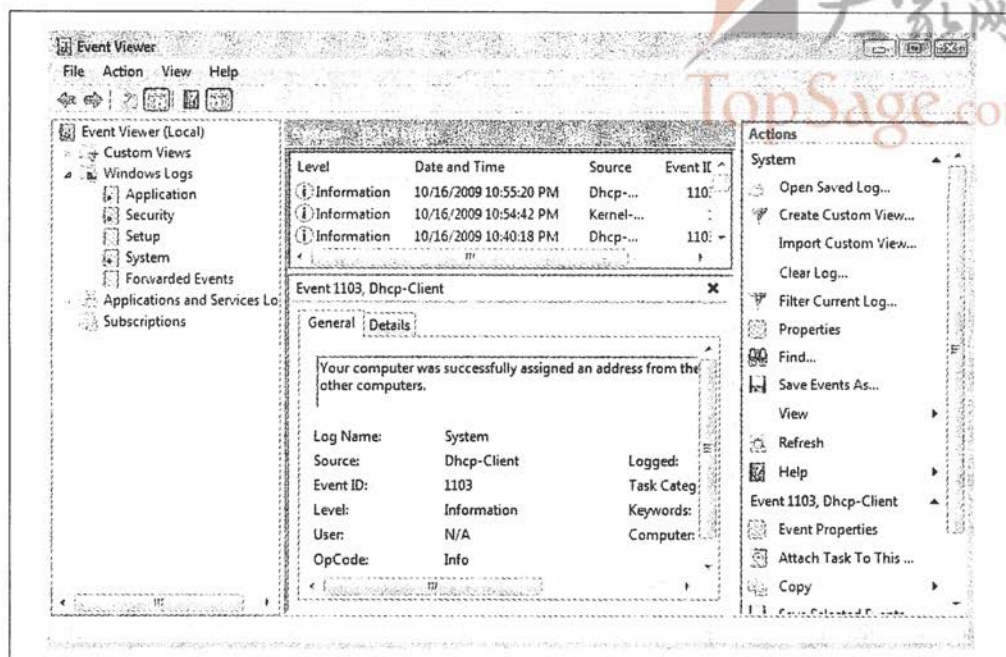 大家网
TopSage.co
Event Viewer
File Action View Help
Event Viewer (Local)
Custom Views
Windows Logs
Application
Security
Setup
System
Forwarded Events
Applications and Services Lo
Subscriptions
Level Date and Time Source Event I
Information 10/16/2009 10:55:20 PM Dhcp-... 110
Information 10/16/2009 10:54:42 PM Kernel-...
Information 10/16/2009 10:40:18 PM Dhcp-... 110
Event 1103, Dhcp-Client
General Details
Your computer was successfully assigned an address from the
other computers.
Log Name: System
Source: Dhcp-Client Logged:
Event ID: 1103 Task Categ
Level: Information Keywords:
User: N/A Computer:
OpCode: Info
Actions
System
Open Saved Log...
Create Custom View...
Import Custom View...
Clear Log...
Filter Current Log...
Properties
Find...
Save Events As...
View
Refresh
Help
Event 1103, Dhcp-Client
Event Properties
Attach Task To This ...
Copy